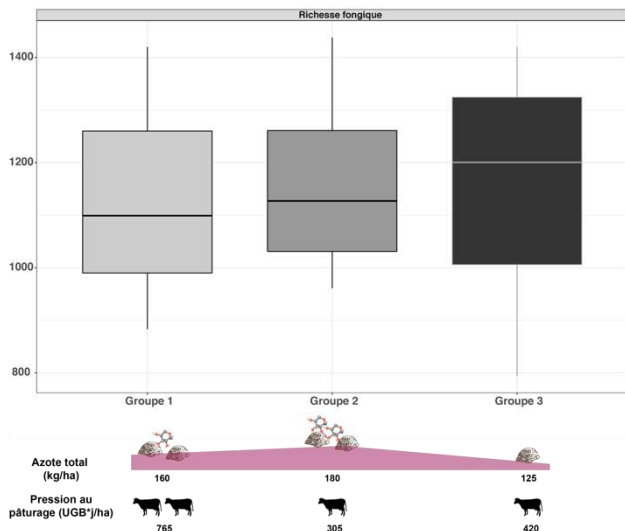 Richesse fongique
1400
1200
1000
800
Groupe 1 Groupe 2 Groupe 3
Azote total
(kg/ha)
160 180 125
Pression au
pâturage (UGB*j/ha)
765 305 420